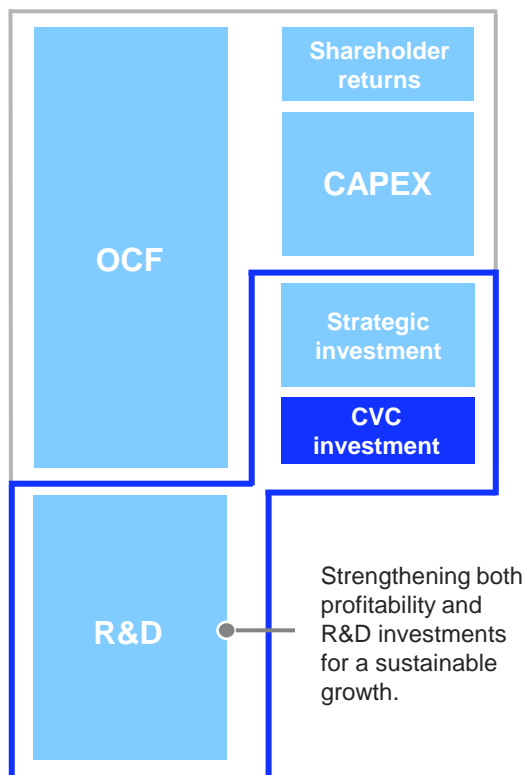 OCF
Shareholder
returns
CAPEX
Strategic
investment
CVC
investment
R&D
Strengthening both
profitability and
R&D investments
for a sustainable
growth.